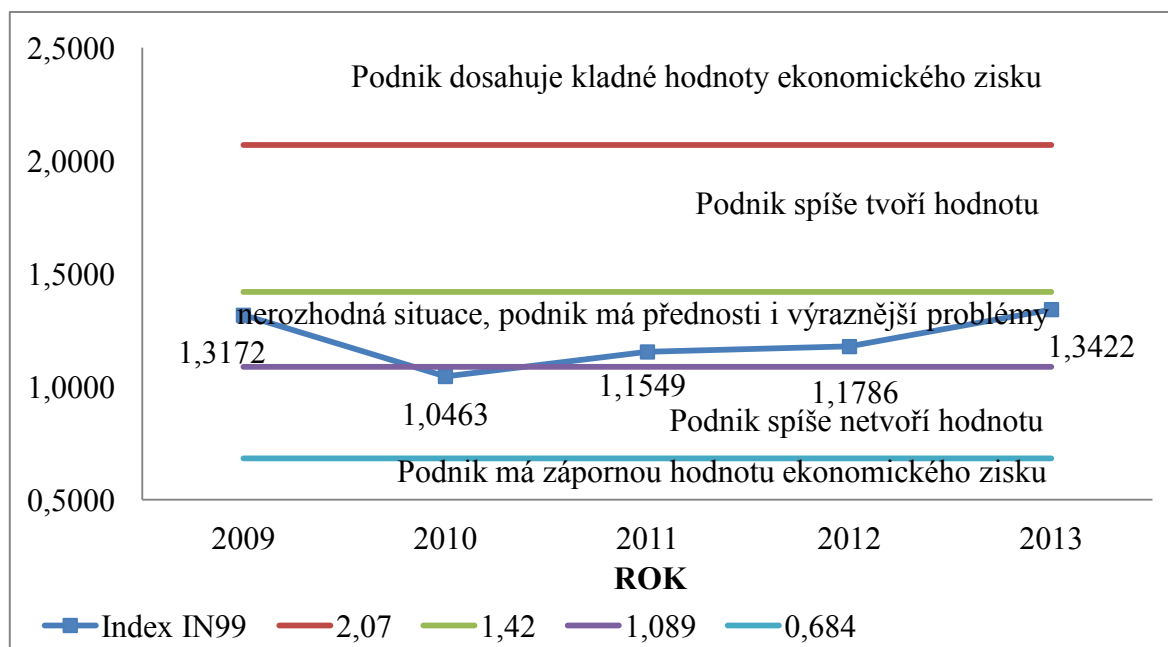 2,5000
Podnik dosahuje kladné hodnoty ekonomického zisku
2,0000
Podnik spíše tvoří hodnotu
1,5000
nerozhodná situace, podnik má přednosti i výraznější problémy
1,3172
1,3422
1,0000
1,1549
1,1786
1,0463
Podnik spíše netvoří hodnotu
Podnik má zápornou hodnotu ekonomického zisku
0,5000
2009 2010 2011 2012 2013
ROK
Index IN99 2,07 1,42 1,089 0,684